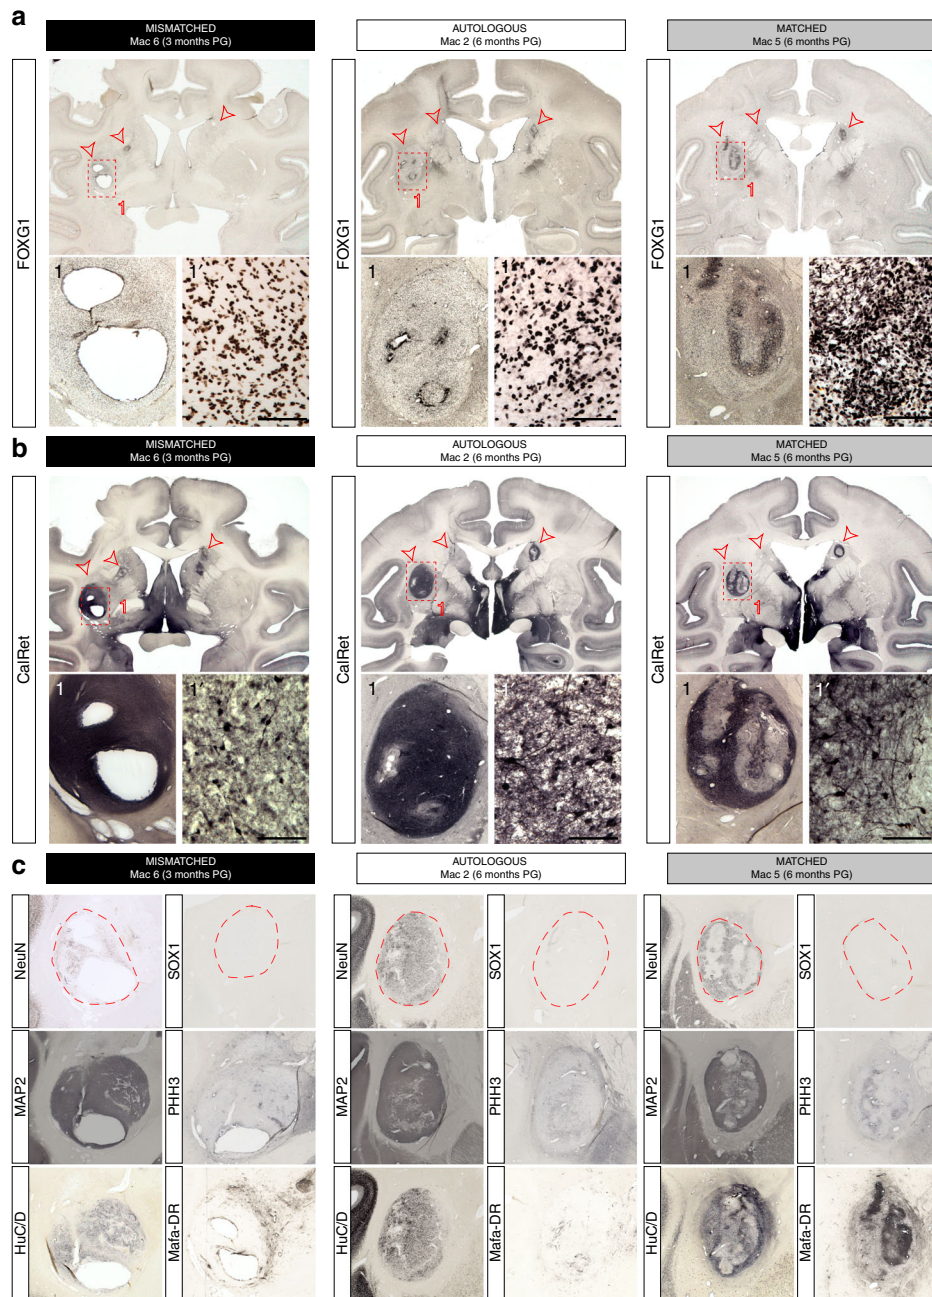 a
MISMATCHED
Mac 6 (3 months PG)
AUTOLOGOUS
Mac 2 (6 months PG)
MATCHED
Mac 5 (6 months PG)
FOXG1
1
1
1′
FOXG1
1
1
1′
FOXG1
1
1
1′
b
MISMATCHED
Mac 6 (3 months PG)
AUTOLOGOUS
Mac 2 (6 months PG)
MATCHED
Mac 5 (6 months PG)
CalRet
1
1
1′
CalRet
1
1
1′
CalRet
1
1
1′
c
MISMATCHED
Mac 6 (3 months PG)
AUTOLOGOUS
Mac 2 (6 months PG)
MATCHED
Mac 5 (6 months PG)
NeuN
SOX1
NeuN
SOX1
NeuN
SOX1
MAP2
PHH3
MAP2
PHH3
MAP2
PHH3
HuC/D
Mafa-DR
HuC/D
Mafa-DR
HuC/D
Mafa-DR